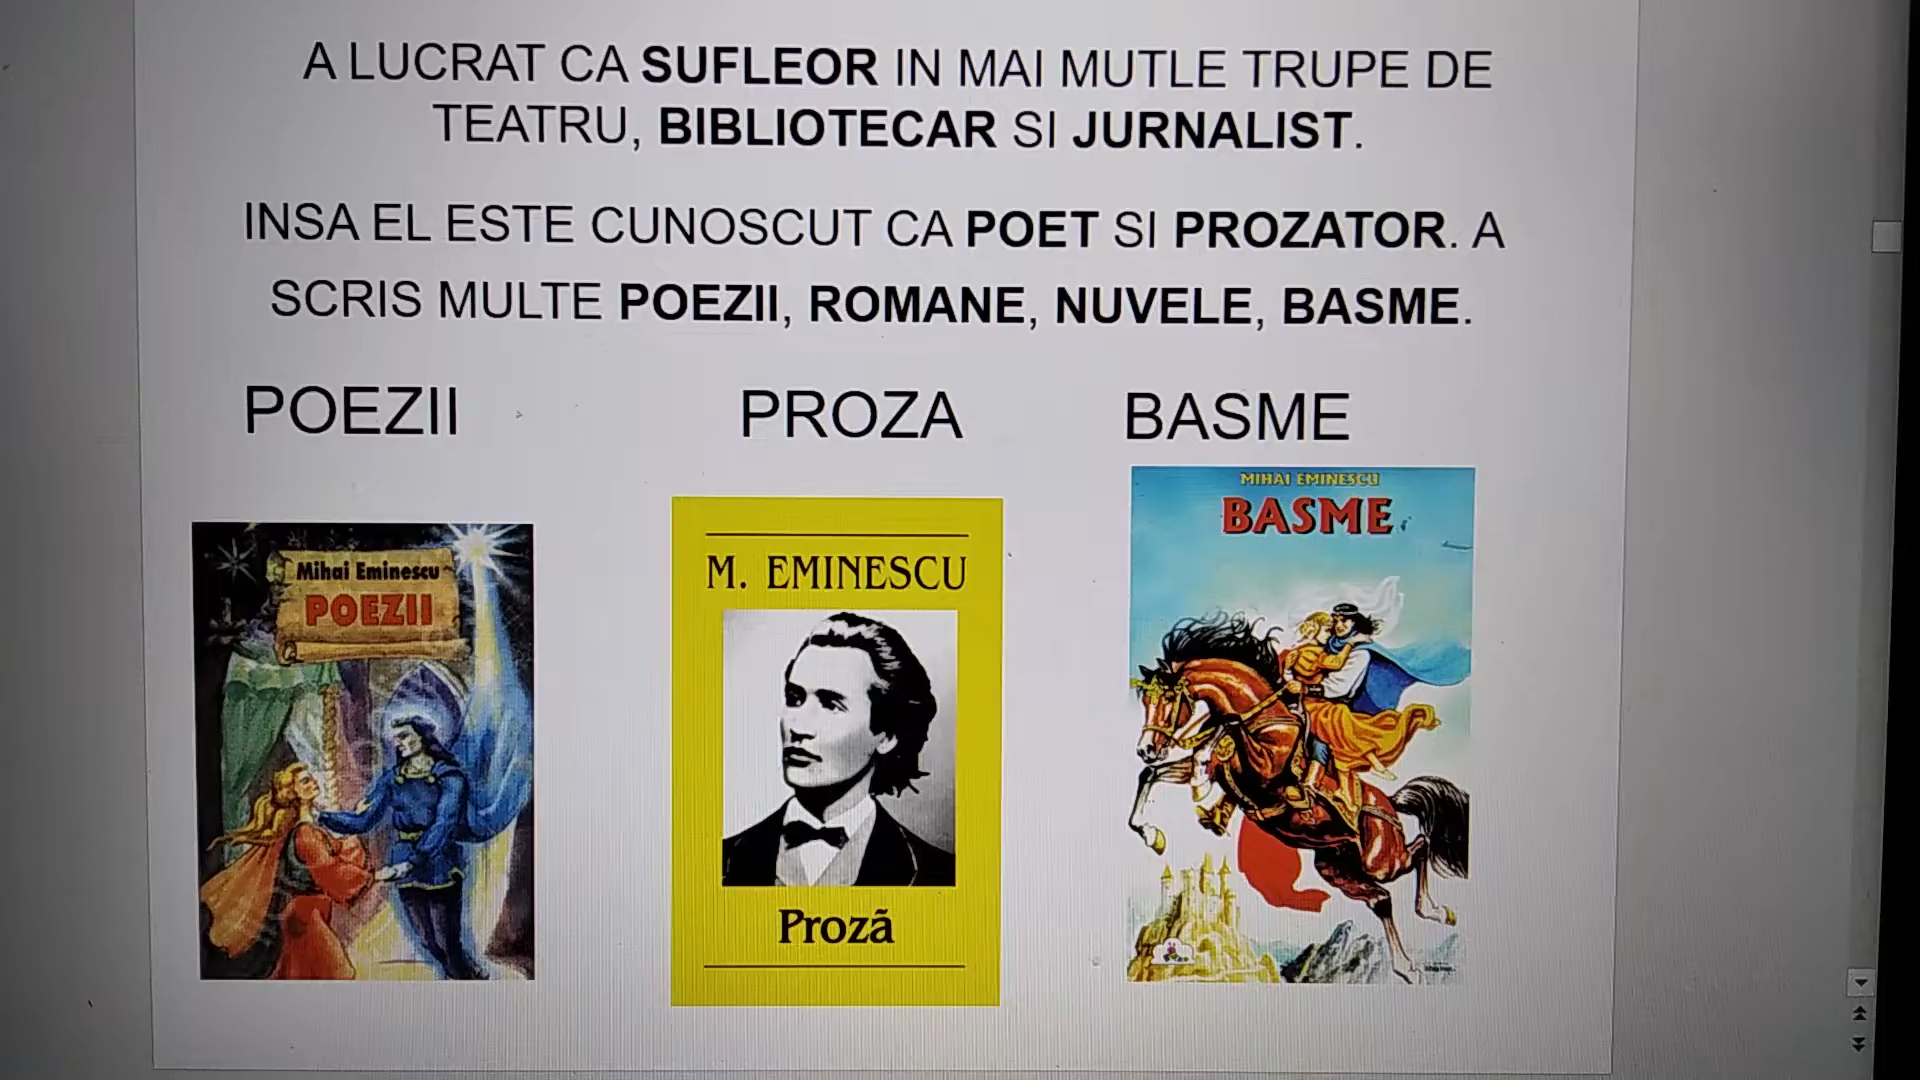 A LUCRAT CA SUFLEOR IN MAI MUTLE TRUPE DE
TEATRU, BIBLIOTECAR SI JURNALIST.
INSA EL ESTE CUNOSCUT CA POET SI PROZATOR. A
SCRIS MULTE POEZII, ROMANE, NUVELE, BASME.
POEZII
PROZA
BASME
Mihai Eminescu
POEZII
M. EMINESCU
Proză
MIHAI EMINESCU
BASME